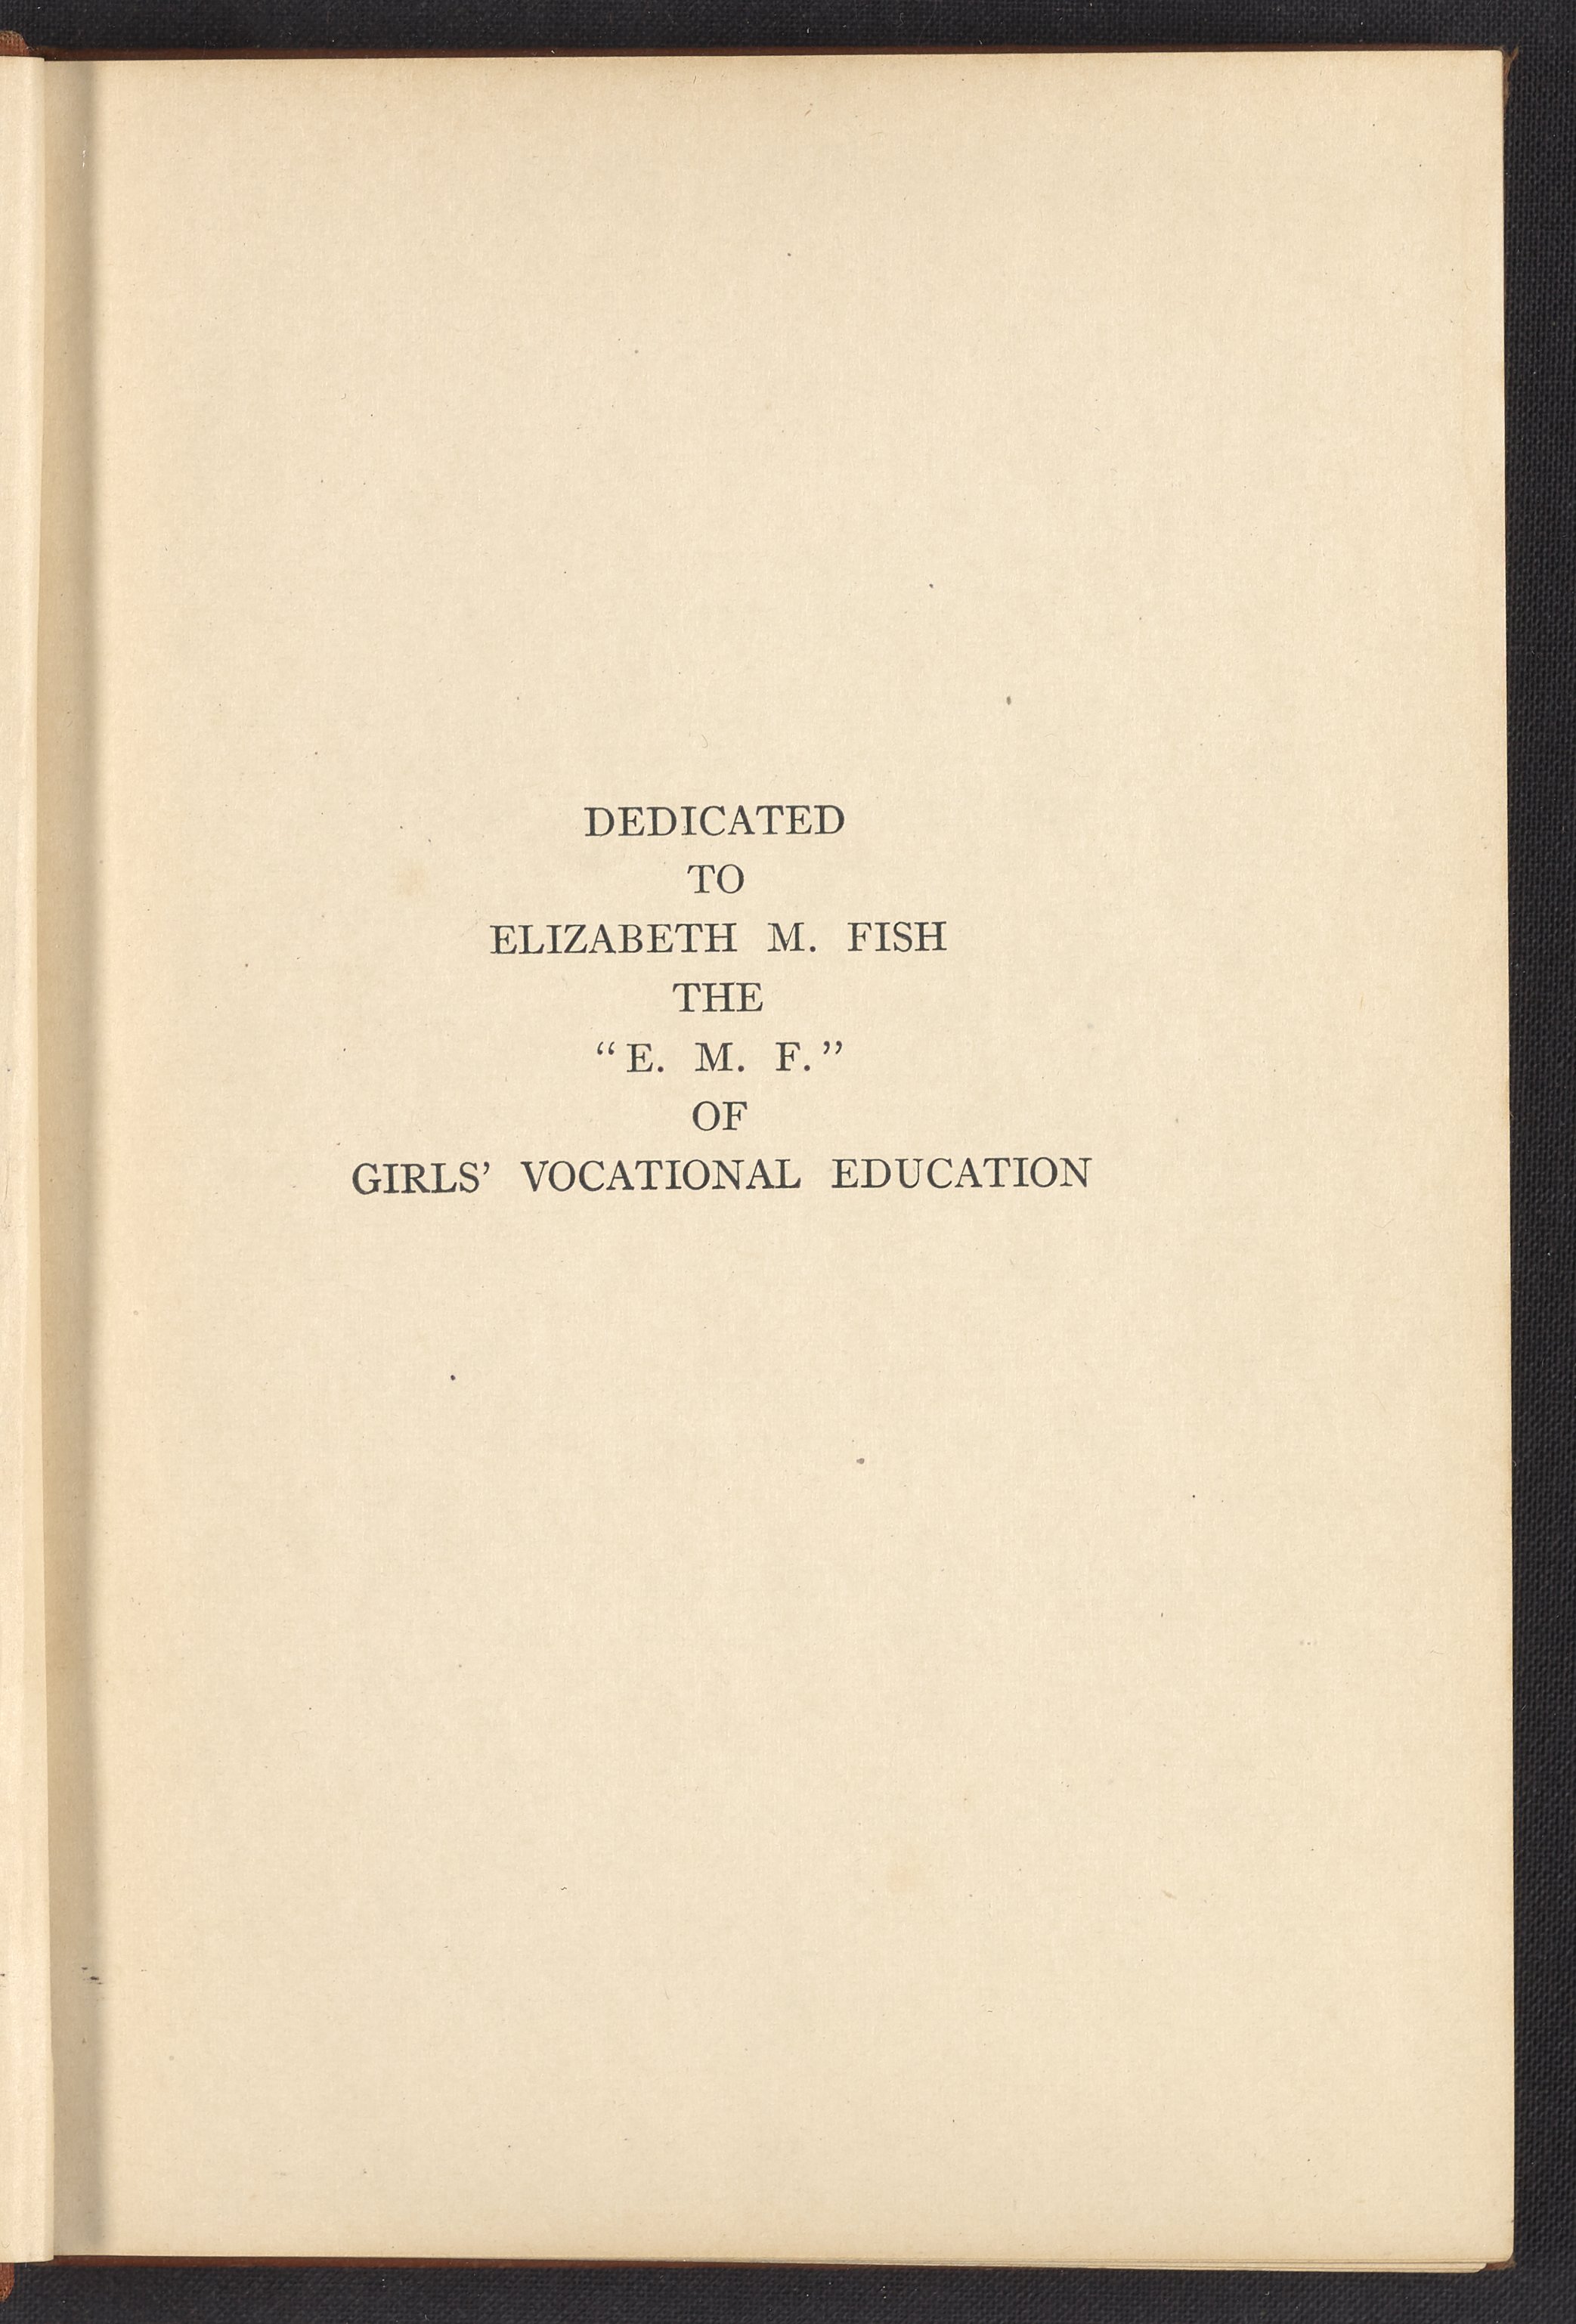 DEDICATED
TO
ELIZABETH M. FISH
THE
“E. M. F.”
OF
GIRLS’ VOCATIONAL EDUCATION